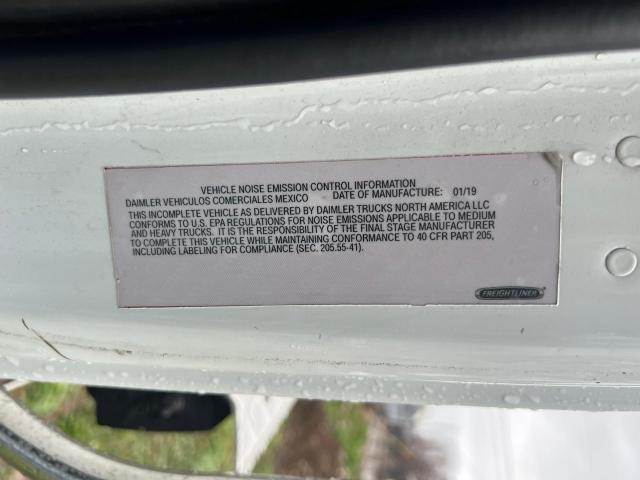 VEHICLE NOISE EMISSION CONTROL INFORMATION
DAIMLER VEHICULOS COMERCIALES MEXICO DATE OF MANUFACTURE: 01/19
THIS INCOMPLETE VEHICLE AS DELIVERED BY DAIMLER TRUCKS NORTH AMERICA LLC
CONFORMS TO U.S. EPA REGULATIONS FOR NOISE EMISSIONS APPLICABLE TO MEDIUM
AND HEAVY TRUCKS. IT IS THE RESPONSIBILITY OF THE FINAL STAGE MANUFACTURER
TO COMPLETE THIS VEHICLE WHILE MAINTAINING CONFORMANCE TO 40 CFR PART 205,
INCLUDING LABELING FOR COMPLIANCE (SEC. 205.55-41).
FREIGHTLINER